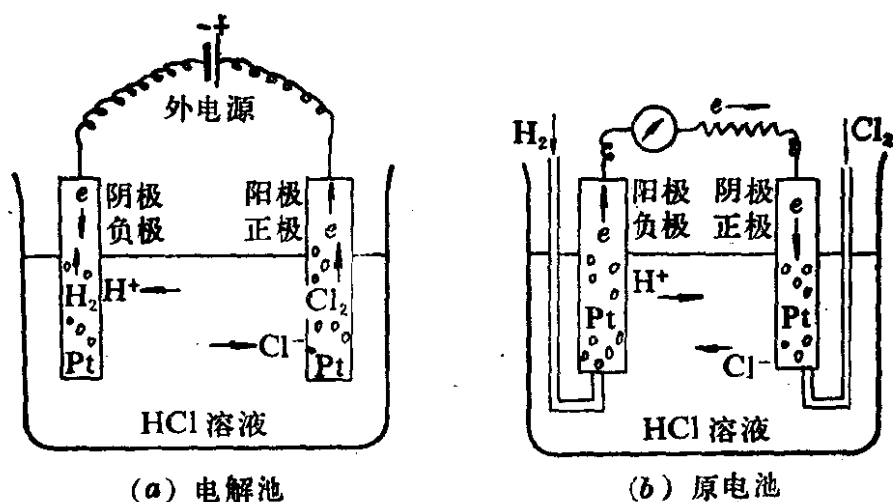 - +
外电源
e
阴极
负极
阳极
正极
e
H₂
H⁺
Cl₂
Cl⁻
Pt
Pt
HCl 溶液
(a) 电解池
H₂
e
Cl₂
阳极
负极
阴极
正极
e
e
H⁺
Pt
Pt
Cl⁻
HCl 溶液
(b) 原电池